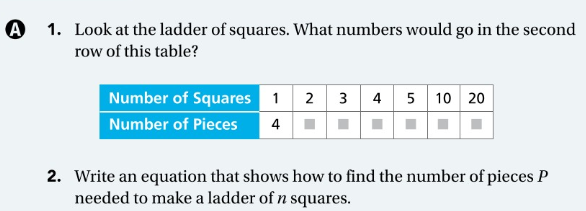 A 1. Look at the ladder of squares. What numbers would go in the second
row of this table?
Number of Squares 1 2 3 4 5 10 20
Number of Pieces 4
2. Write an equation that shows how to find the number of pieces P
needed to make a ladder of n squares.